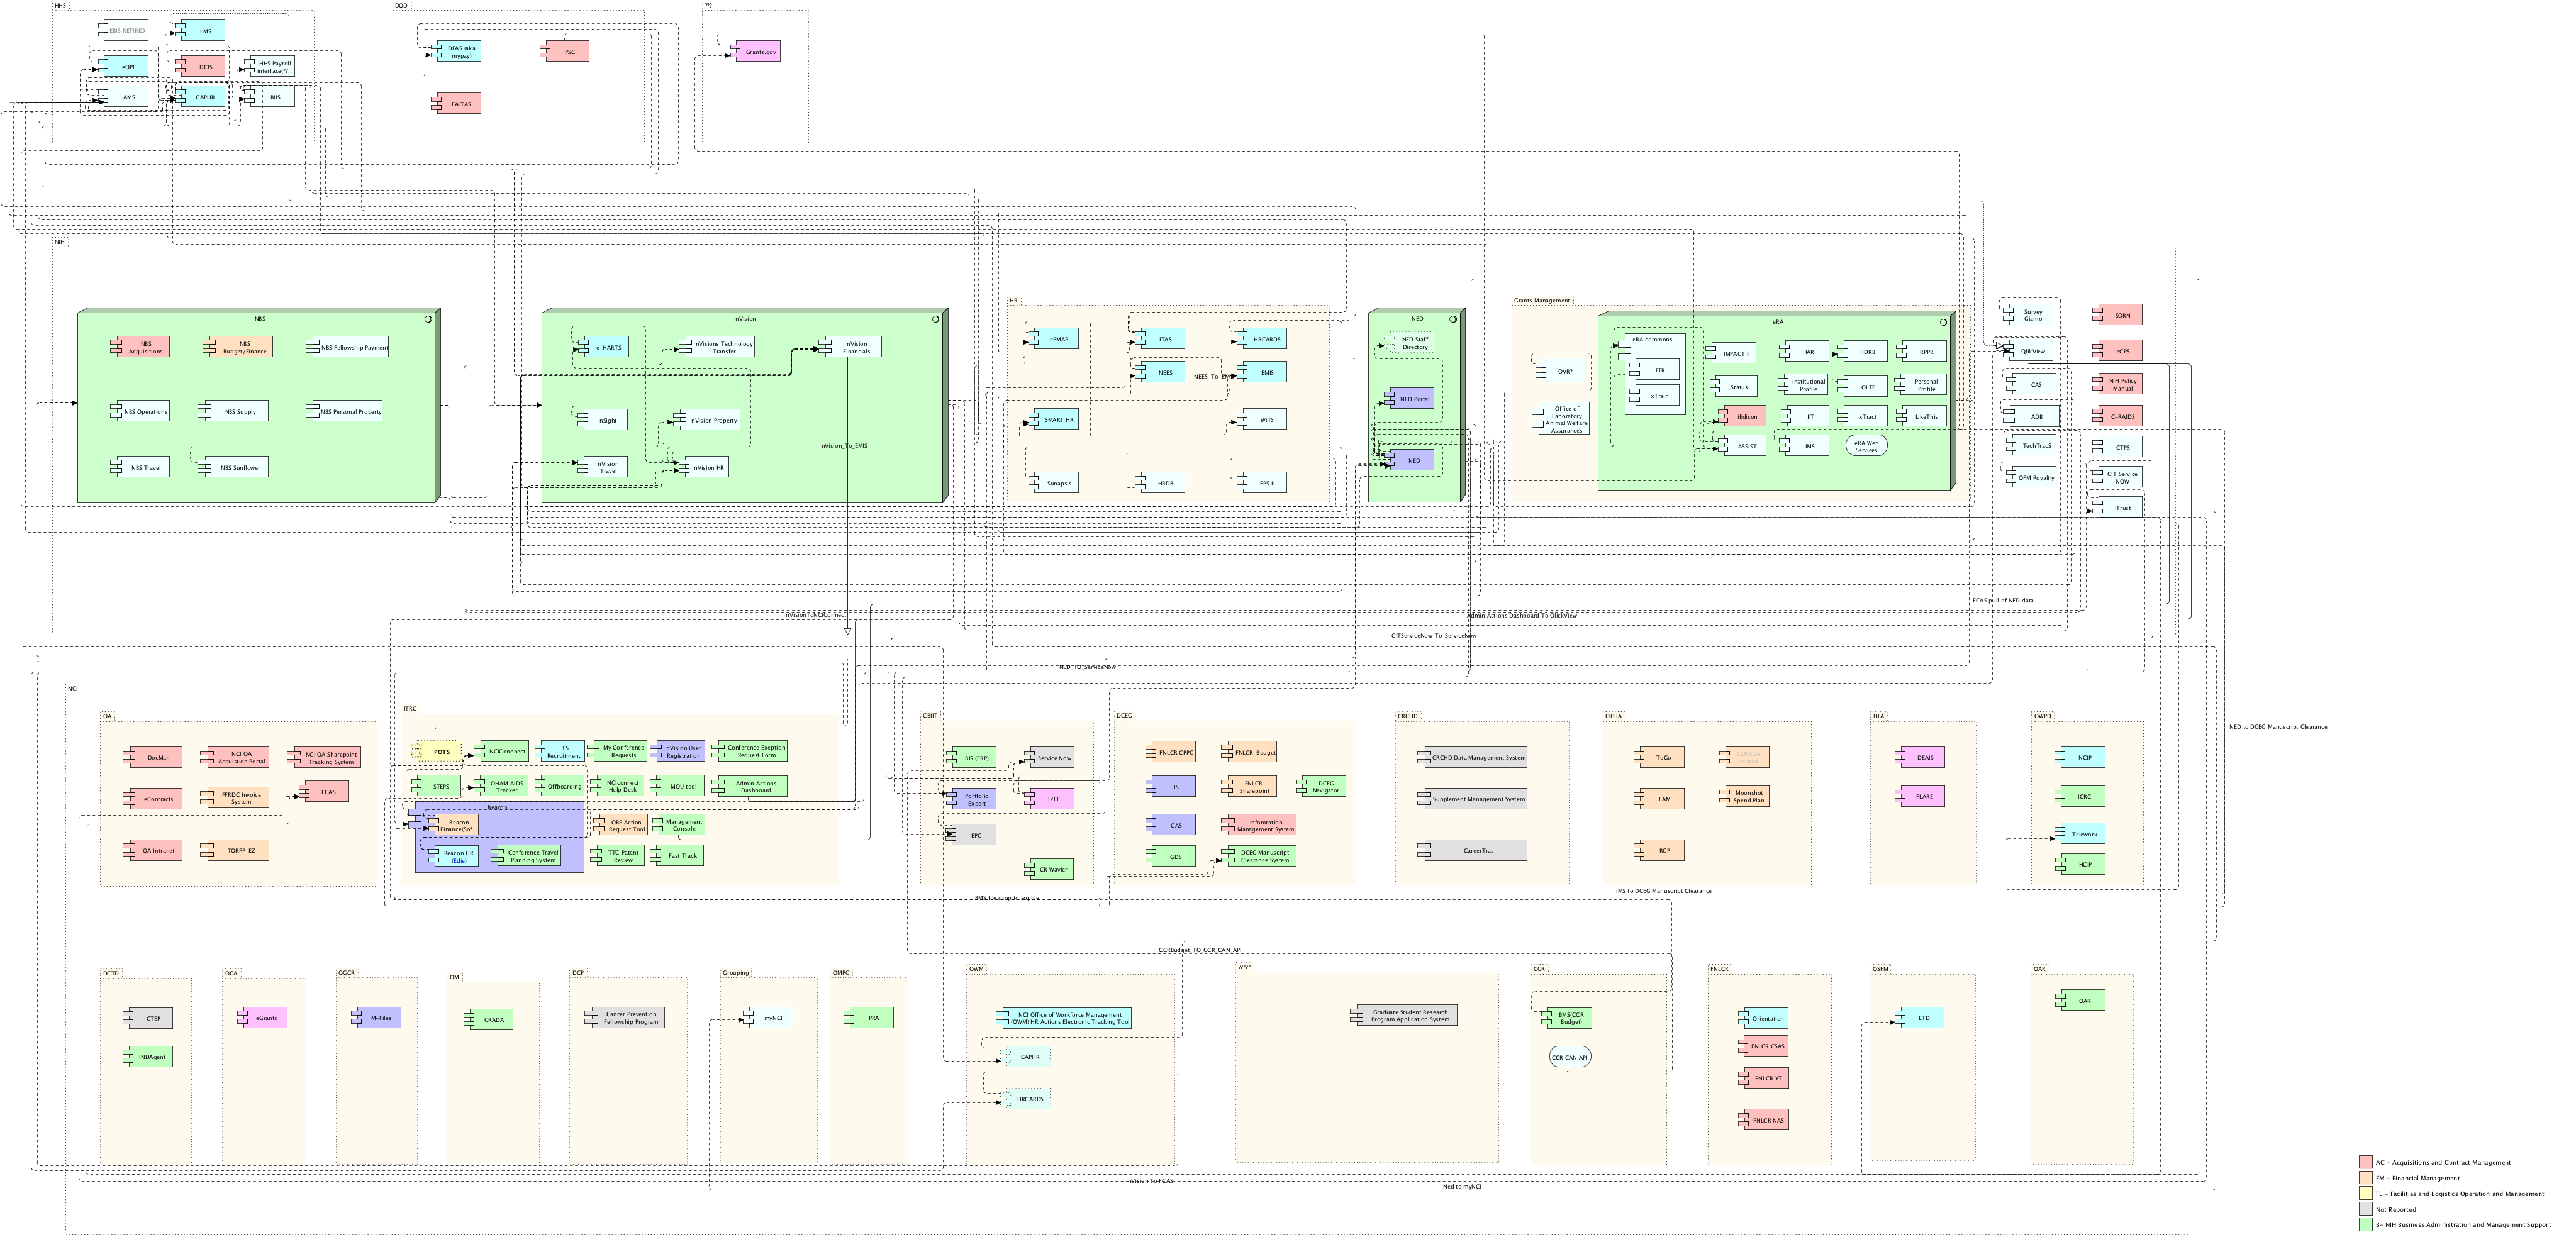 HHS
EBIS RETIRED
LMS
eOPF
DCIS
HHS Payroll
interface(??...
AMS
CAPHR
BIIS
DOD
DFAS (aka
mypay)
PSC
FAITAS
???
Grants.gov
NIH
NBS
NBS
Acquisitions
NBS
Budget/Finance
NBS Fellowship Payment
NBS Operations
NBS Supply
NBS Personal Property
NBS Travel
NBS Sunflower
nVision
e-HARTS
nVisions Technology
Transfer
nVision
Financials
nSight
nVision Property
nVision_To_EMIS
nVision
Travel
nVision HR
HR
ePMAP
ITAS
HRCARDS
NEES
NEES-To-EMIS
EMIS
SMART HR
WiTS
Sunapsis
HRDB
FPS II
NED
NED Staff
Directory
NED Portal
NED
Grants Management
QVR?
Office of
Laboratory
Animal Welfare
Assurances
eRA
eRA commons
FFR
xTrain
IMPACT II
IAR
IDRB
RPPR
Status
Institutional
Profile
OLTP
Personal
Profile
iEdison
JIT
xTract
LikeThis
ASSIST
IMS
eRA Web
Services
Survey
Gizmo
SORN
QlikView
eCPS
CAS
NIH Policy
Manual
ADB
C-RAIDS
TechTracS
CTPS
OFM Royaltiy
CIT Service
NOW
iTrust
FCAS pull of NED data
nVisionToNCIConnect
Admin Actions Dashboard To QlickView
CITServiceNow_To_ServiceNow
NED_TO_ServiceNow
NED to DCEG Manuscript Clearance
NCI
OA
DocMan
NCI OA
Acquistion Portal
NCI OA Sharepoint
Tracking System
eContracts
FFRDC Invoice
System
FCAS
OA Intranet
TORFP-EZ
ITRC
POTS
NCIConnnect
TS
Recruitmen...
My Conference
Requests
nVision User
Registration
Conference Exeption
Request Form
STEPS
OHAM AIDS
Tracker
Offboarding
NCIconnect
Help Desk
MOU tool
Admin Actions
Dashboard
Beacon
Beacon
Finance(Sof...
OBF Action
Request Tool
Management
Console
Beacon HR
(Edie)
Conference Travel
Planning System
TTC Patent
Review
Fast Track
CBIIT
BIS (ERP)
Service Now
Portfolio
Expert
I2EE
EPC
CR Wavier
DCEG
FNLCR CPPC
FNLCR-Budget
IS
FNLCR-
Sharepoint
DCEG
Navigator
CAS
Infomration
Management System
GDS
DCEG Manuscript
Clearance System
CRCHD
CRCHD Data Management System
Supplement Management System
CareerTrac
OEFIA
ToGo
FAM
Moonshot
Spend Plan
RGP
DEA
DEAIS
FLARE
OWPD
NCIP
ICRC
Telework
HCIP
IMS to DCEG Manuscript Clearance
BMS file drop to sophie
CCRBudget_TO_CCR_CAN_API
DCTD
CTEP
INDAgent
OGA
eGrants
OGCR
M-Files
OM
CRADA
DCP
Cancer Prevention
Fellowship Program
Grouping
myNCI
OMPC
PRA
OWM
NCI Office of Workforce Management
(OWM) HR Actions Electronic Tracking Tool
CAPHR
HRCARDS
?????
Graduate Student Research
Program Application System
CCR
BMS(CCR
Budget)
CCR CAN API
FNLCR
Orientation
FNLCR CSAS
FNLCR YT
FNLCR NAS
OSFM
ETD
OAR
OAR
nVision To FCAS
Ned to myNCI
AC - Acquisitions and Contract Management
FM - Financial Management
FL - Facilities and Logistics Operation and Management
Not Reported
B- NIH Business Administration and Management Support